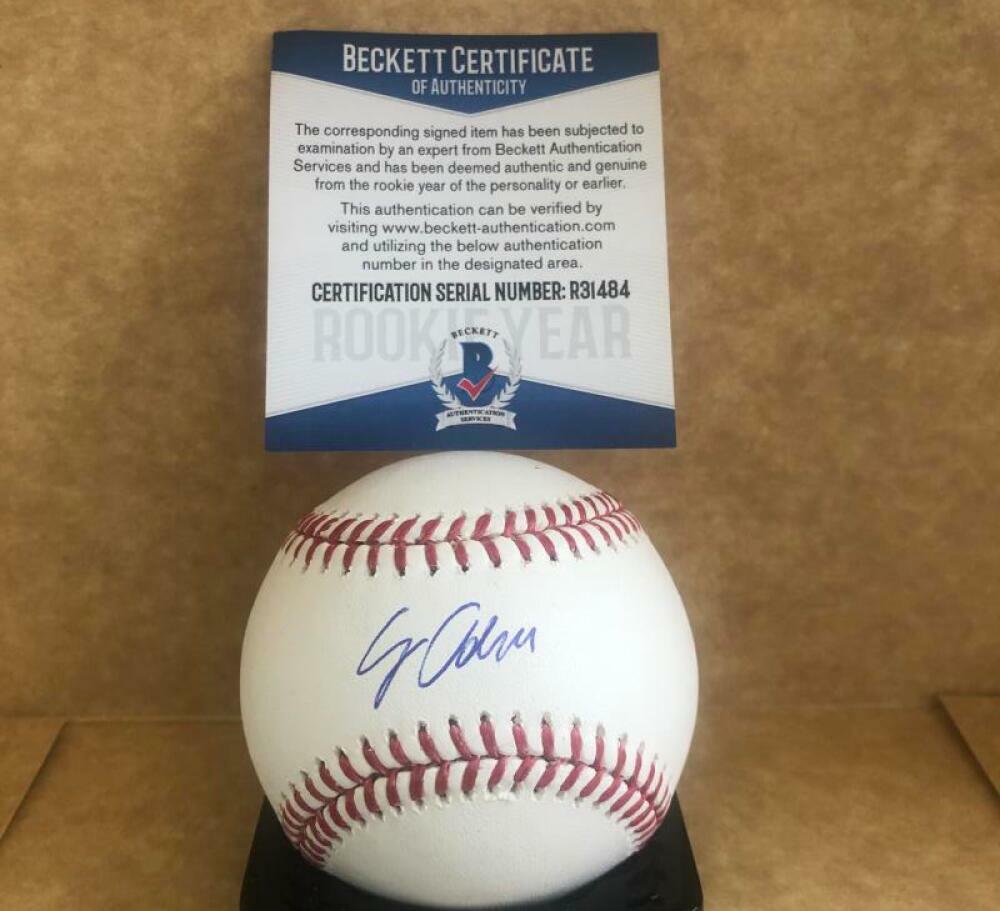 BECKETT CERTIFICATE
OF AUTHENTICITY
The corresponding signed item has been subjected to
examination by an expert from Beckett Authentication
Services and has been deemed authentic and genuine
from the rookie year of the personality or earlier.
This authentication can be verified by
visiting www.beckett-authentication.com
and utilizing the below authentication
number in the designated area.
CERTIFICATION SERIAL NUMBER: R31484
ROOKIE YEAR
BECKETT
B
AUTHENTICATION
SERVICES